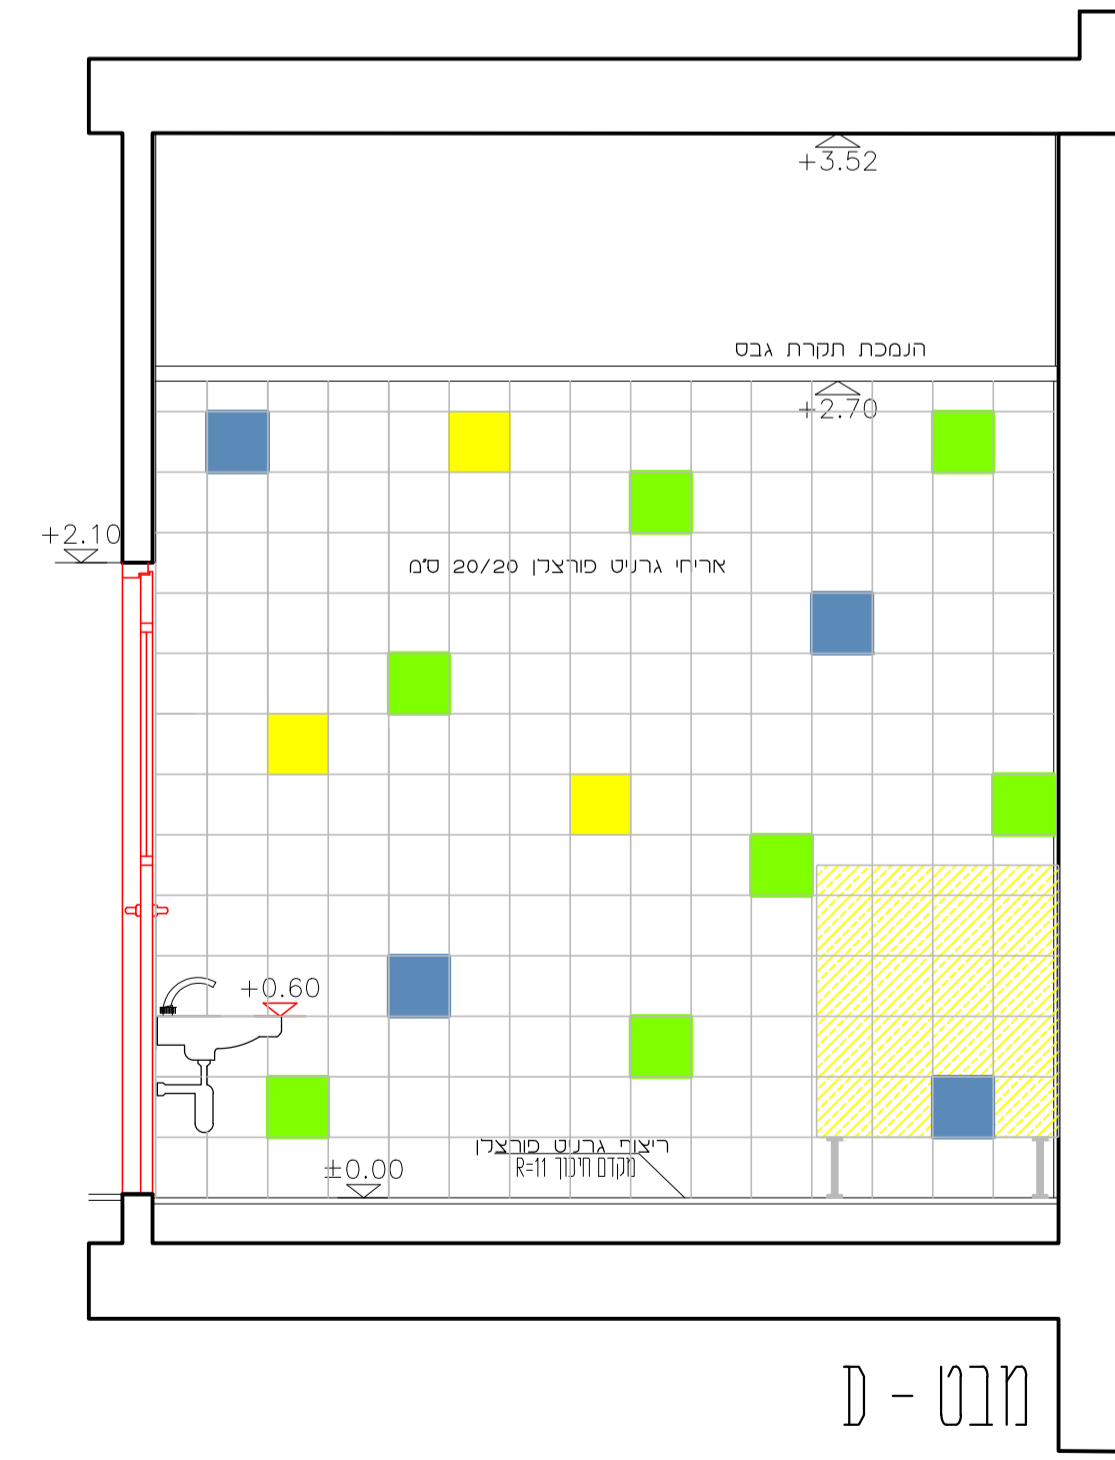 +3.52
הנמכת תקרת גבס
+2.70
+2.10
אריחי גרניט פורצלן 20/20 ס"מ
+0.60
ריצוף גרניט פורצלן
מקדם חיכוך R=11
±0.00
מבט - D